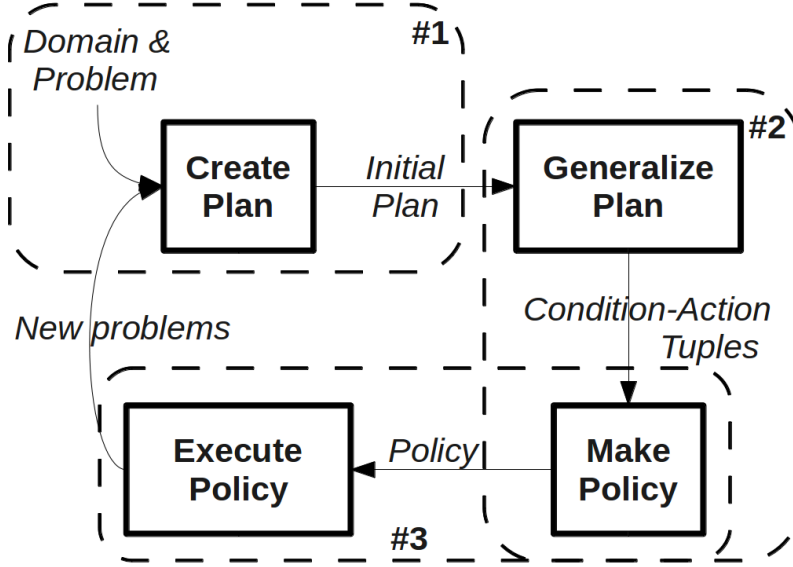 Domain &
Problem
#1
#2
Create
Plan
Initial
Plan
Generalize
Plan
New problems
Condition-Action
Tuples
Execute
Policy
Policy
Make
Policy
#3